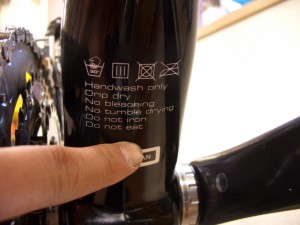 Handwash only
Drip dry
No bleaching
No tumble drying
Do not iron
Do not eat